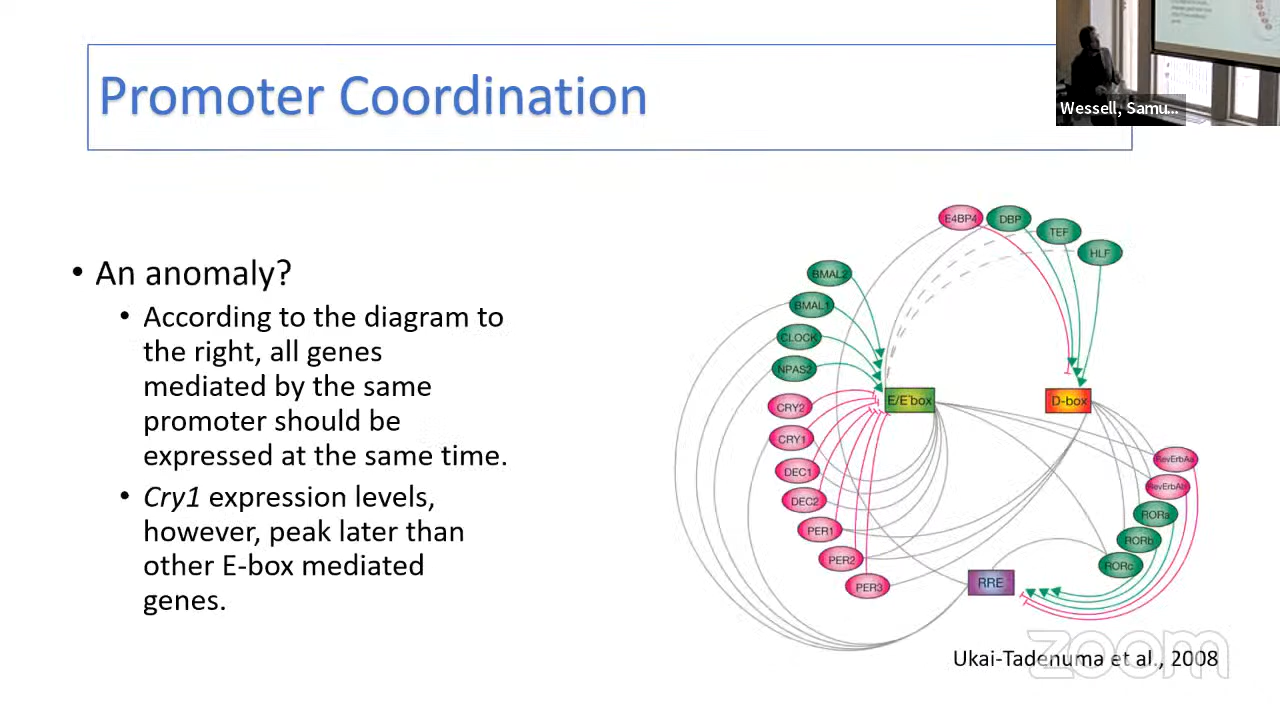 Promoter Coordination
Wessell, Samu...
• An anomaly?
• According to the diagram to
the right, all genes
mediated by the same
promoter should be
expressed at the same time.
• Cry1 expression levels,
however, peak later than
other E-box mediated
genes.
E4BP4
DBP
TEF
HLF
BMAL2
BMAL1
CLOCK
NPAS2
CRY2
CRY1
DEC1
DEC2
PER1
PER2
PER3
E/E'box
D-box
RRE
RevErbAa
RevErbAb
RORa
RORb
RORc
Ukai-Tadenuma et al., 2008
zoom